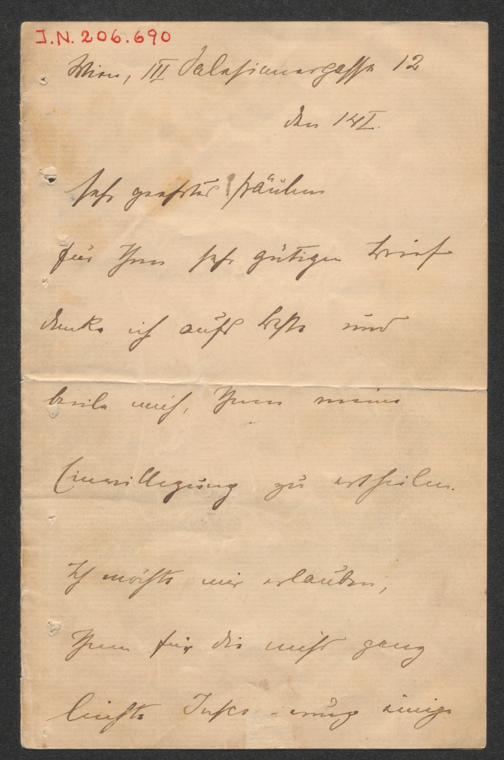 J.N. 206.690
Wien, III Salesianergasse 12
den 14 I.
Sehr geehrtes Fräulein
für Ihren sehr gütigen Brief
danke ich aufs beste und
beeile mich, Ihnen meine
Einwilligung zu ertheilen.
Ich möchte mir erlauben,
Ihnen für die nicht ganz
leichte einige